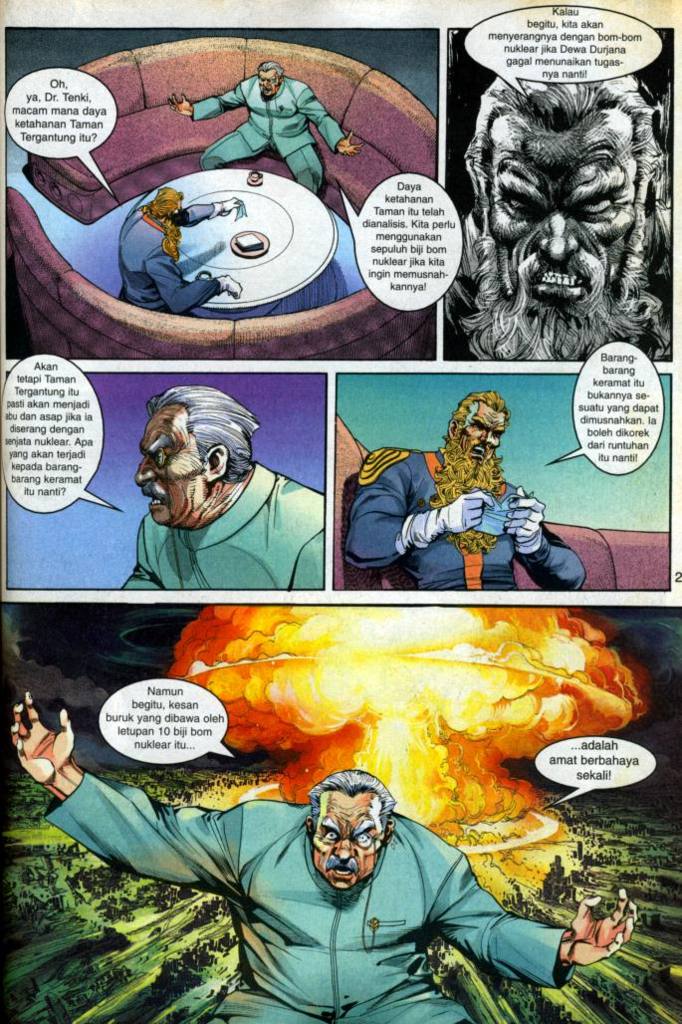 Oh,
ya, Dr. Tenki,
macam mana daya
ketahanan Taman
Tergantung itu?
Daya
ketahanan
Taman itu telah
dianalisis. Kita perlu
menggunakan
sepuluh biji bom
nuklear jika kita
ingin memusnah-
kannya!
Kalau
begitu, kita akan
menyerangnya dengan bom-bom
nuklear jika Dewa Durjana
gagal menunaikan tugas-
nya nanti!
Akan
tetapi Taman
Tergantung itu
pasti akan menjadi
abu dan asap jika ia
diserang dengan
senjata nuklear. Apa
yang akan terjadi
kepada barang-
barang keramat
itu nanti?
Barang-
barang
keramat itu
bukannya se-
suatu yang dapat
dimusnahkan. Ia
boleh dikorek
dari runtuhan
itu nanti!
2
Namun
begitu, kesan
buruk yang dibawa oleh
letupan 10 biji bom
nuklear itu...
...adalah
amat berbahaya
sekali!